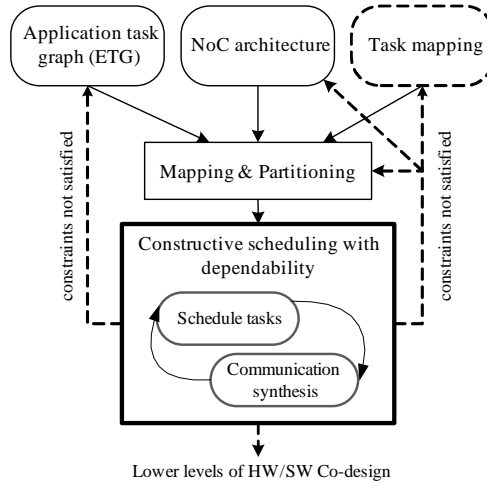 Application task
graph (ETG)
NoC architecture
Task mapping
constraints not satisfied
Mapping & Partitioning
constraints not satisfied
Constructive scheduling with
dependability
Schedule tasks
Communication
synthesis
Lower levels of HW/SW Co-design